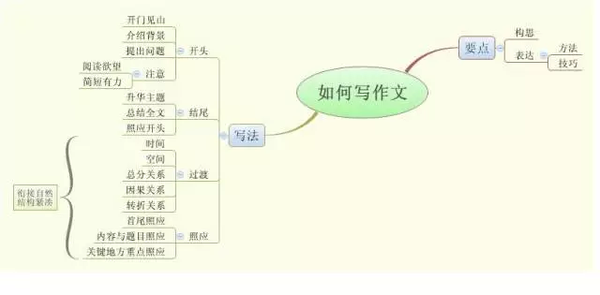 如何写作文
要点
构思
表达
方法
技巧
写法
开头
开门见山
介绍背景
提出问题
注意
阅读欲望
简短有力
结尾
升华主题
总结全文
照应开头
过渡
时间
空间
总分关系
因果关系
转折关系
照应
首尾照应
内容与题目照应
关键地方重点照应
衔接自然
结构紧凑